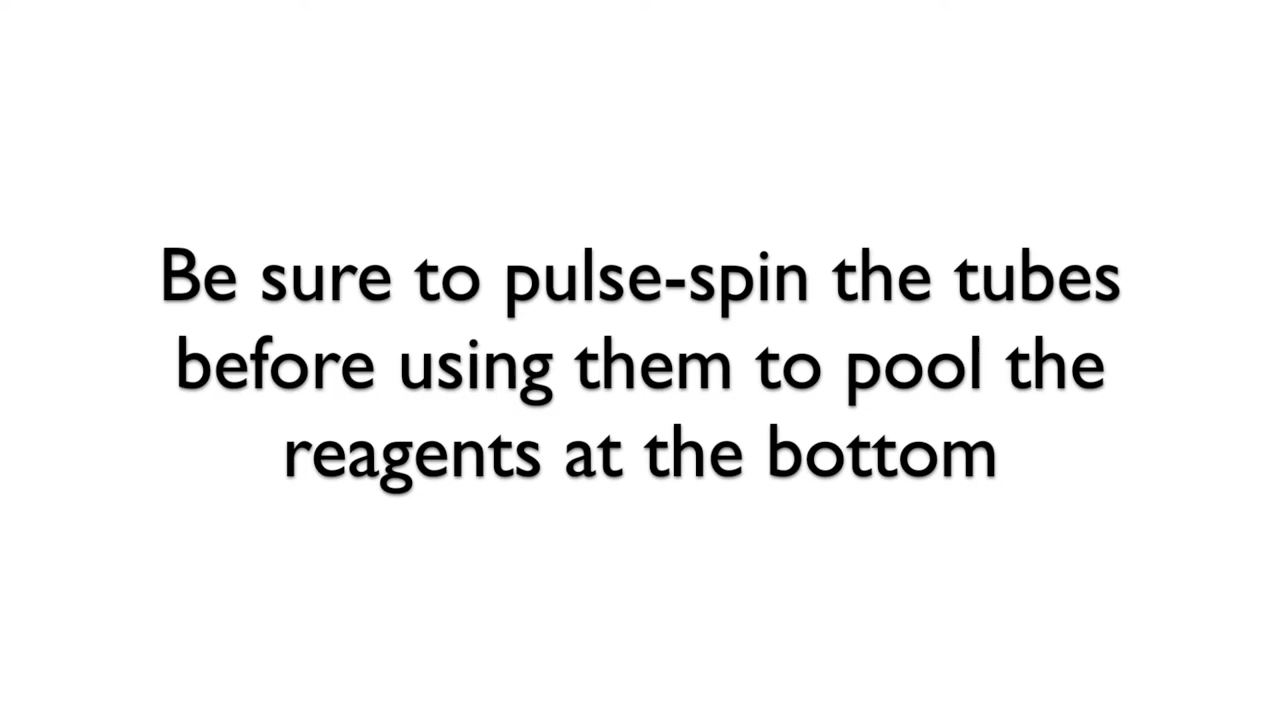 Be sure to pulse-spin the tubes
before using them to pool the
reagents at the bottom